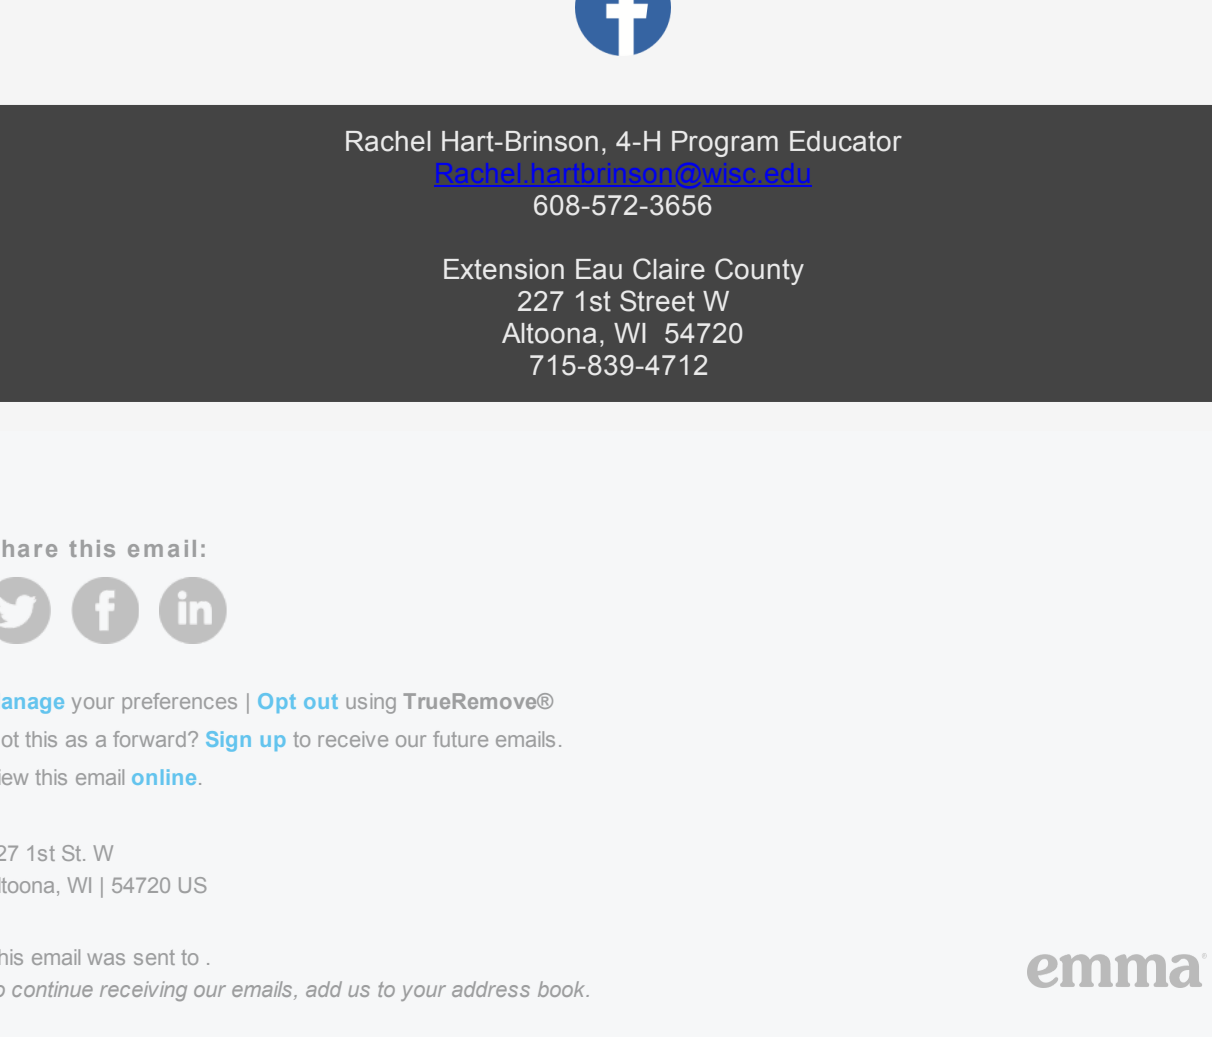 Rachel Hart-Brinson, 4-H Program Educator
Rachel.hartbrinson@wisc.edu
608-572-3656
Extension Eau Claire County
227 1st Street W
Altoona, WI  54720
715-839-4712
hare this email:
in
anage your preferences | Opt out using TrueRemove®
ot this as a forward? Sign up to receive our future emails.
iew this email online.
27 1st St. W
ltoona, WI | 54720 US
his email was sent to .
o continue receiving our emails, add us to your address book.
emma